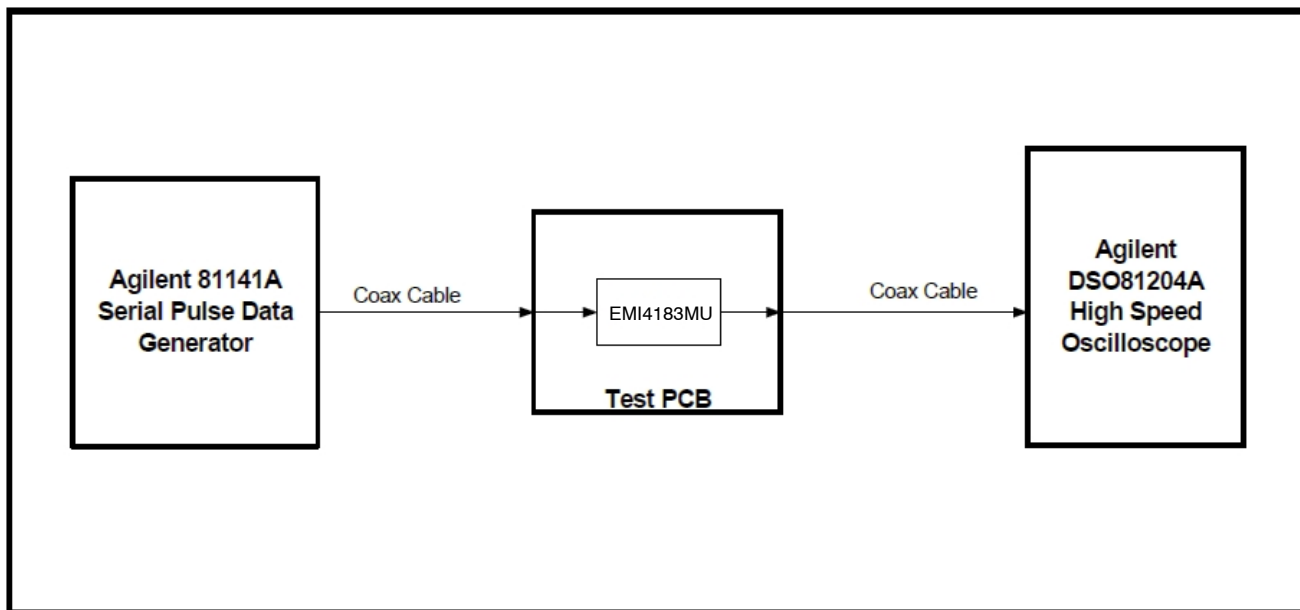 Agilent 81141A
Serial Pulse Data
Generator
Coax Cable
EMI4183MU
Test PCB
Coax Cable
Agilent
DSO81204A
High Speed
Oscilloscope